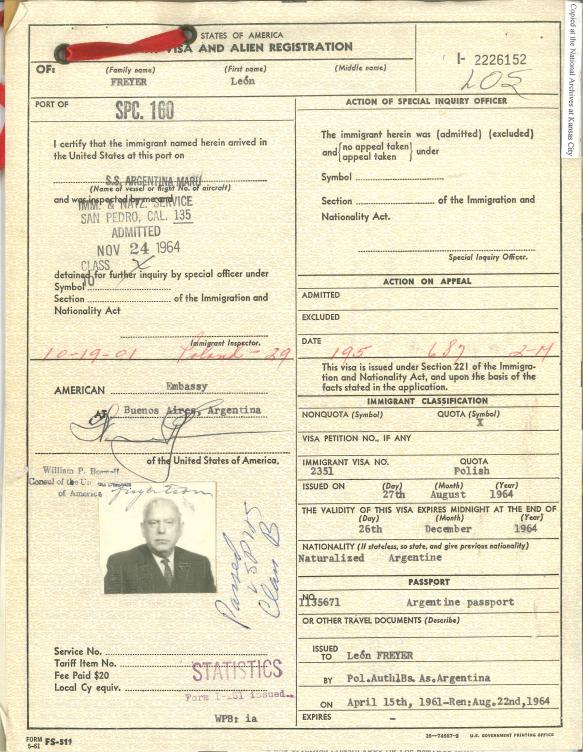 STATES OF AMERICA
VISA AND ALIEN REGISTRATION
I- 2226152
LOS
OF:
(Family name) (First name) (Middle name)
FREYER León
PORT OF
SPC. 160
I certify that the immigrant named herein arrived in
the United States at this port on
S.S. ARGENTINA MARU
(Name of vessel or flight No. of aircraft)
and was inspected by me and
IMM. & NATZ. SERVICE
SAN PEDRO, CAL. 135
ADMITTED
NOV 24 1964
CLASS X
detained for further inquiry by special officer under
Symbol
Section of the Immigration and
Nationality Act
Immigrant Inspector.
10-19-01 Poland - 29 195 687 2-M
AMERICAN Embassy
AT Buenos Aires, Argentina
of the United States of America.
William P.
Consul of the
of America
Passed
Class B
Service No.
Tariff Item No.
Fee Paid $20
Local Cy equiv.
STATISTICS
Form I-151 issued
WPB: ia
FORM FS-511
5-61
ACTION OF SPECIAL INQUIRY OFFICER
The immigrant herein was (admitted) (excluded)
and {no appeal taken
appeal taken} under
Symbol
Section of the Immigration and
Nationality Act.
Special Inquiry Officer.
ACTION ON APPEAL
ADMITTED
EXCLUDED
DATE
This visa is issued under Section 221 of the Immigra-
tion and Nationality Act, and upon the basis of the
facts stated in the application.
IMMIGRANT CLASSIFICATION
NONQUOTA (Symbol) QUOTA (Symbol)
X
VISA PETITION NO., IF ANY
IMMIGRANT VISA NO. QUOTA
2351 Polish
ISSUED ON (Day) (Month) (Year)
27th August 1964
THE VALIDITY OF THIS VISA EXPIRES MIDNIGHT AT THE END OF
(Day) (Month) (Year)
26th December 1964
NATIONALITY (If stateless, so state, and give previous nationality)
Naturalized Argentine
PASSPORT
NO.
1135671 Argentine passport
OR OTHER TRAVEL DOCUMENTS (Describe)
ISSUED
TO León FREYER
BY Pol.AuthlBs.As.Argentina
ON April 15th, 1961-Ren:Aug.22nd,1964
EXPIRES -
16—74567-2 U.S. GOVERNMENT PRINTING OFFICE
Copied at the National Archives at Kansas City